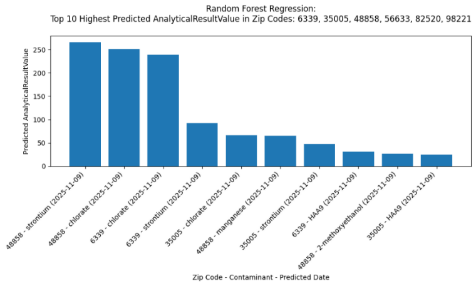 Random Forest Regression:
Top 10 Highest Predicted AnalyticalResultValue in Zip Codes: 6339, 35005, 48858, 56633, 82520, 98221
Predicted AnalyticalResultValue
250
200
150
100
50
0
48858 - strontium (2025-11-09)
48858 - chlorate (2025-11-09)
6339 - chlorate (2025-11-09)
6339 - strontium (2025-11-09)
35005 - chlorate (2025-11-09)
48858 - manganese (2025-11-09)
35005 - strontium (2025-11-09)
6339 - HAA9 (2025-11-09)
48858 - 2-methoxyethanol (2025-11-09)
35005 - HAA9 (2025-11-09)
Zip Code - Contaminant - Predicted Date